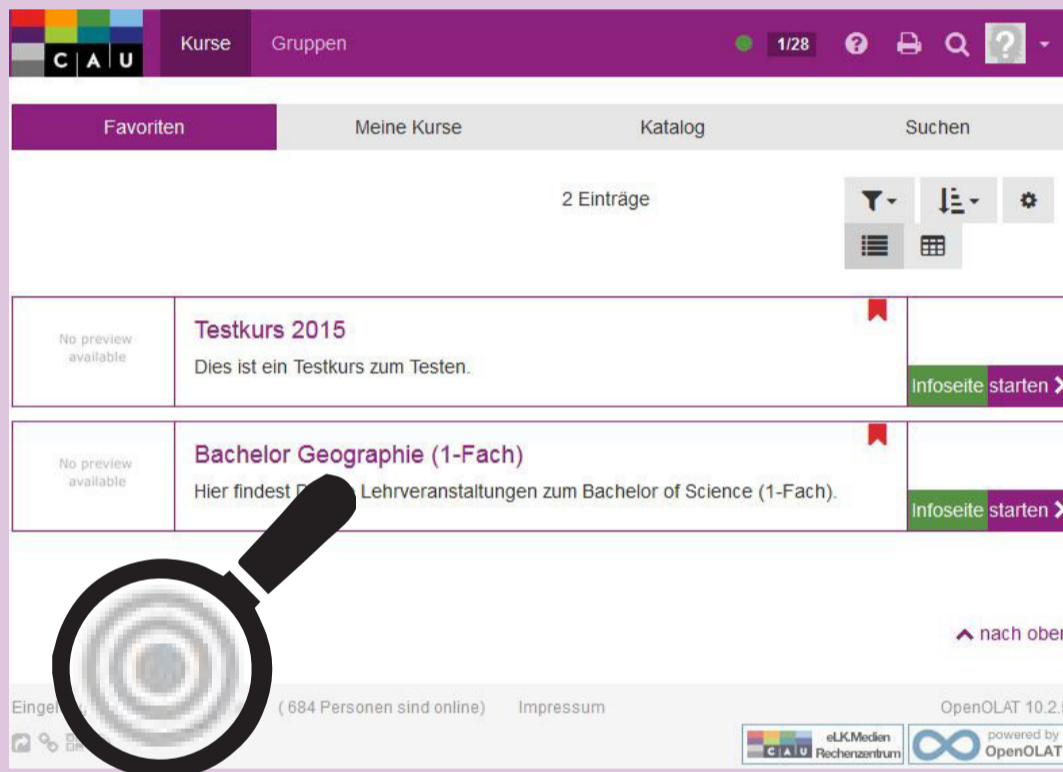 C A U Kurse Gruppen 1/28
Favoriten Meine Kurse Katalog Suchen
2 Einträge
No preview available
Testkurs 2015
Dies ist ein Testkurs zum Testen.
Infoseite starten
No preview available
Bachelor Geographie (1-Fach)
Hier findest Lehrveranstaltungen zum Bachelor of Science (1-Fach).
Infoseite starten
nach oben
( 684 Personen sind online) Impressum OpenOLAT 10.2.
C A U eLK.Medien Rechenzentrum
powered by OpenOLAT